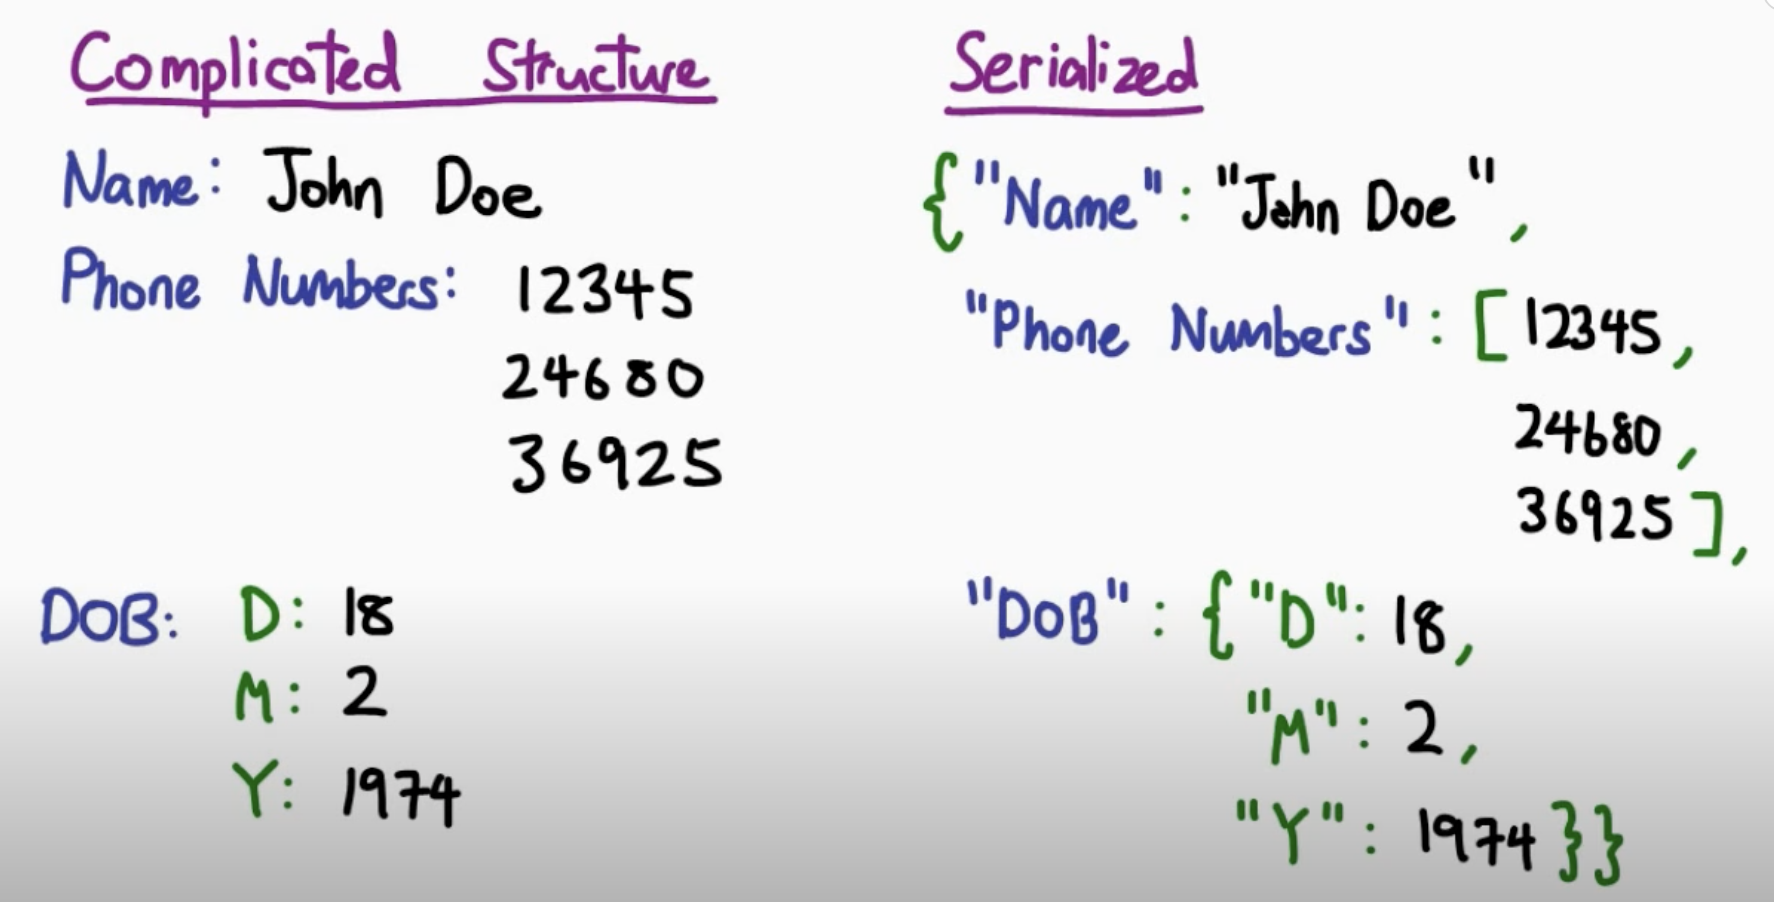 Complicated Structure
Name: John Doe
Phone Numbers: 12345
24680
36925
DOB: D: 18
M: 2
Y: 1974
Serialized
{"Name": "John Doe",
"Phone Numbers": [12345,
24680,
36925],
"DOB": {"D": 18,
"M": 2,
"Y": 1974}}